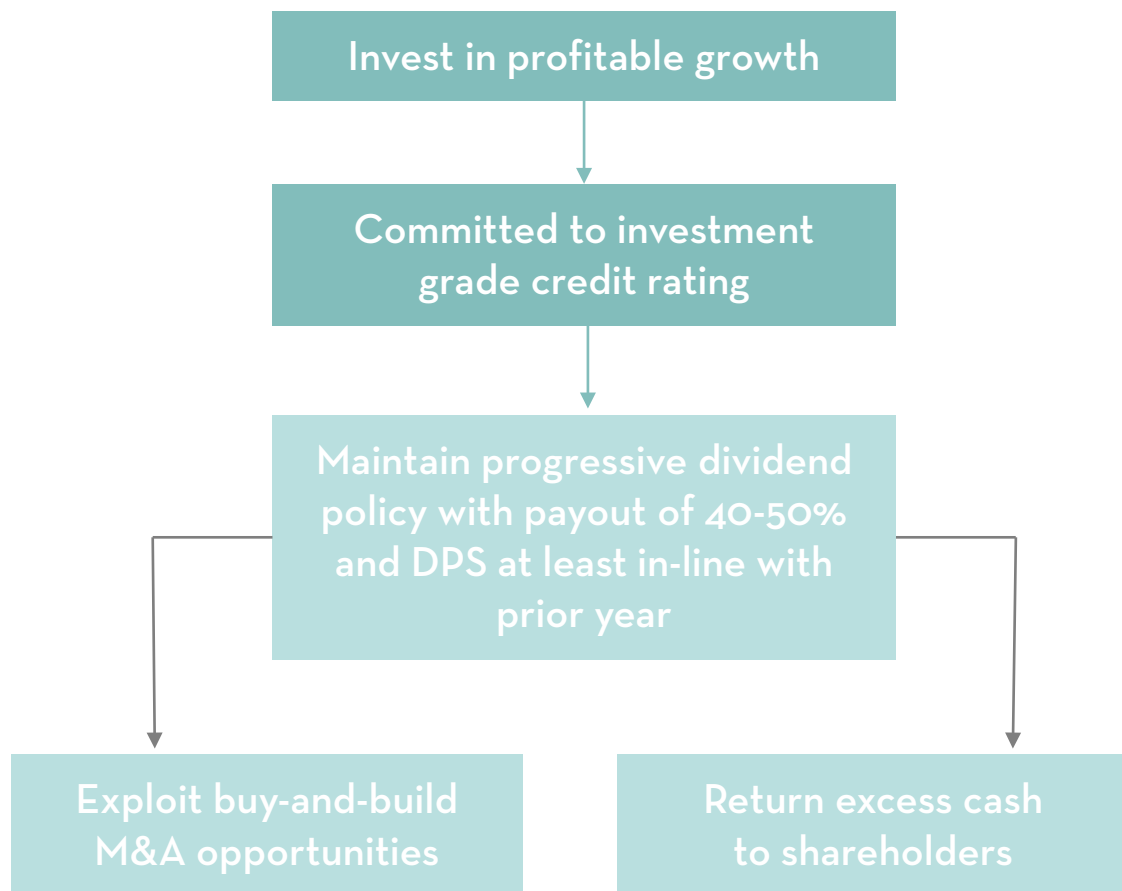 Invest in profitable growth
Committed to investment
grade credit rating
Maintain progressive dividend
policy with payout of 40-50%
and DPS at least in-line with
prior year
Exploit buy-and-build
M&A opportunities
Return excess cash
to shareholders